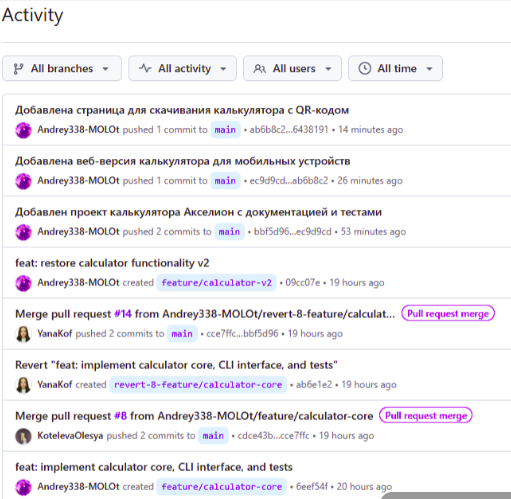 Activity
All branches
All activity
All users
All time
Добавлена страница для скачивания калькулятора с QR-кодом
Andrey338-MOLOt pushed 1 commit to main • ab6b8c2...6438191 • 14 minutes ago
Добавлена веб-версия калькулятора для мобильных устройств
Andrey338-MOLOt pushed 1 commit to main • ec9d9cd...ab6b8c2 • 26 minutes ago
Добавлен проект калькулятора Акселион с документацией и тестами
Andrey338-MOLOt pushed 2 commits to main • bbf5d96...ec9d9cd • 53 minutes ago
feat: restore calculator functionality v2
Andrey338-MOLOt created feature/calculator-v2 • 09cc07e • 19 hours ago
Merge pull request #14 from Andrey338-MOLOt/revert-8-feature/calculat... Pull request merge
YanaKof pushed 2 commits to main • cce7ffc...bbf5d96 • 19 hours ago
Revert "feat: implement calculator core, CLI interface, and tests"
YanaKof created revert-8-feature/calculator-core • ab6e1e2 • 19 hours ago
Merge pull request #8 from Andrey338-MOLOt/feature/calculator-core Pull request merge
KotelevaOlesya pushed 2 commits to main • cdce43b...cce7ffc • 19 hours ago
feat: implement calculator core, CLI interface, and tests
Andrey338-MOLOt created feature/calculator-core • 6eef54f • 20 hours ago